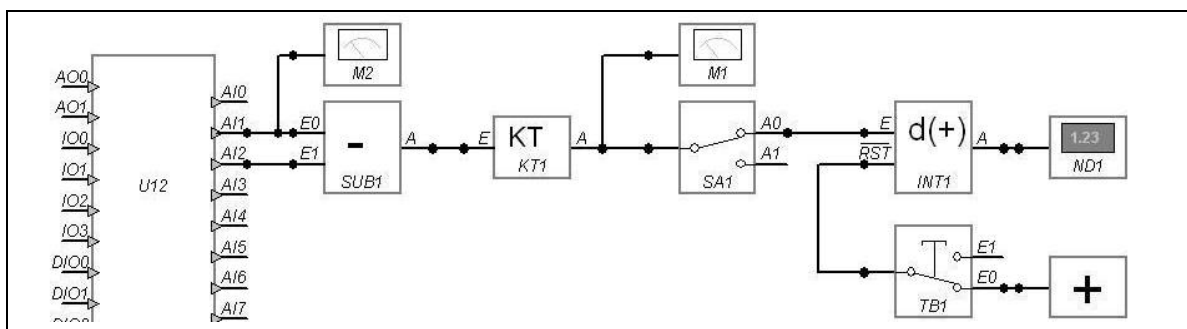 AO0
AO1
IO0
IO1
IO2
IO3
DIO0
DIO1
U12
AI0
AI1
AI2
AI3
AI4
AI5
AI6
AI7
M2
E0
E1
-
SUB1
A
E
KT
KT1
A
M1
SA1
A0
A1
E
RST
d(+)
INT1
A
1.23
ND1
E1
E0
TB1
+